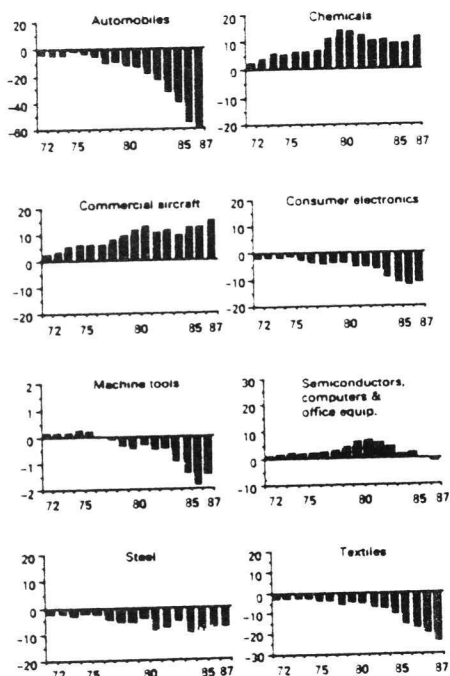 Automobiles
20
0
-20
-40
-60
72 75 80 85 87
Chemicals
20
10
0
-10
-20
72 75 80 85 87
Commercial aircraft
20
10
0
-10
-20
72 75 80 85 87
Consumer electronics
20
10
0
-10
-20
72 75 80 85 87
Machine tools
2
1
0
-1
-2
72 75 80 85 87
Semiconductors,
computers &
office equip.
30
20
10
0
-10
72 75 80 85 87
Steel
20
10
0
-10
-20
72 75 80 85 87
Textiles
20
10
0
-10
-20
-30
72 75 80 85 87